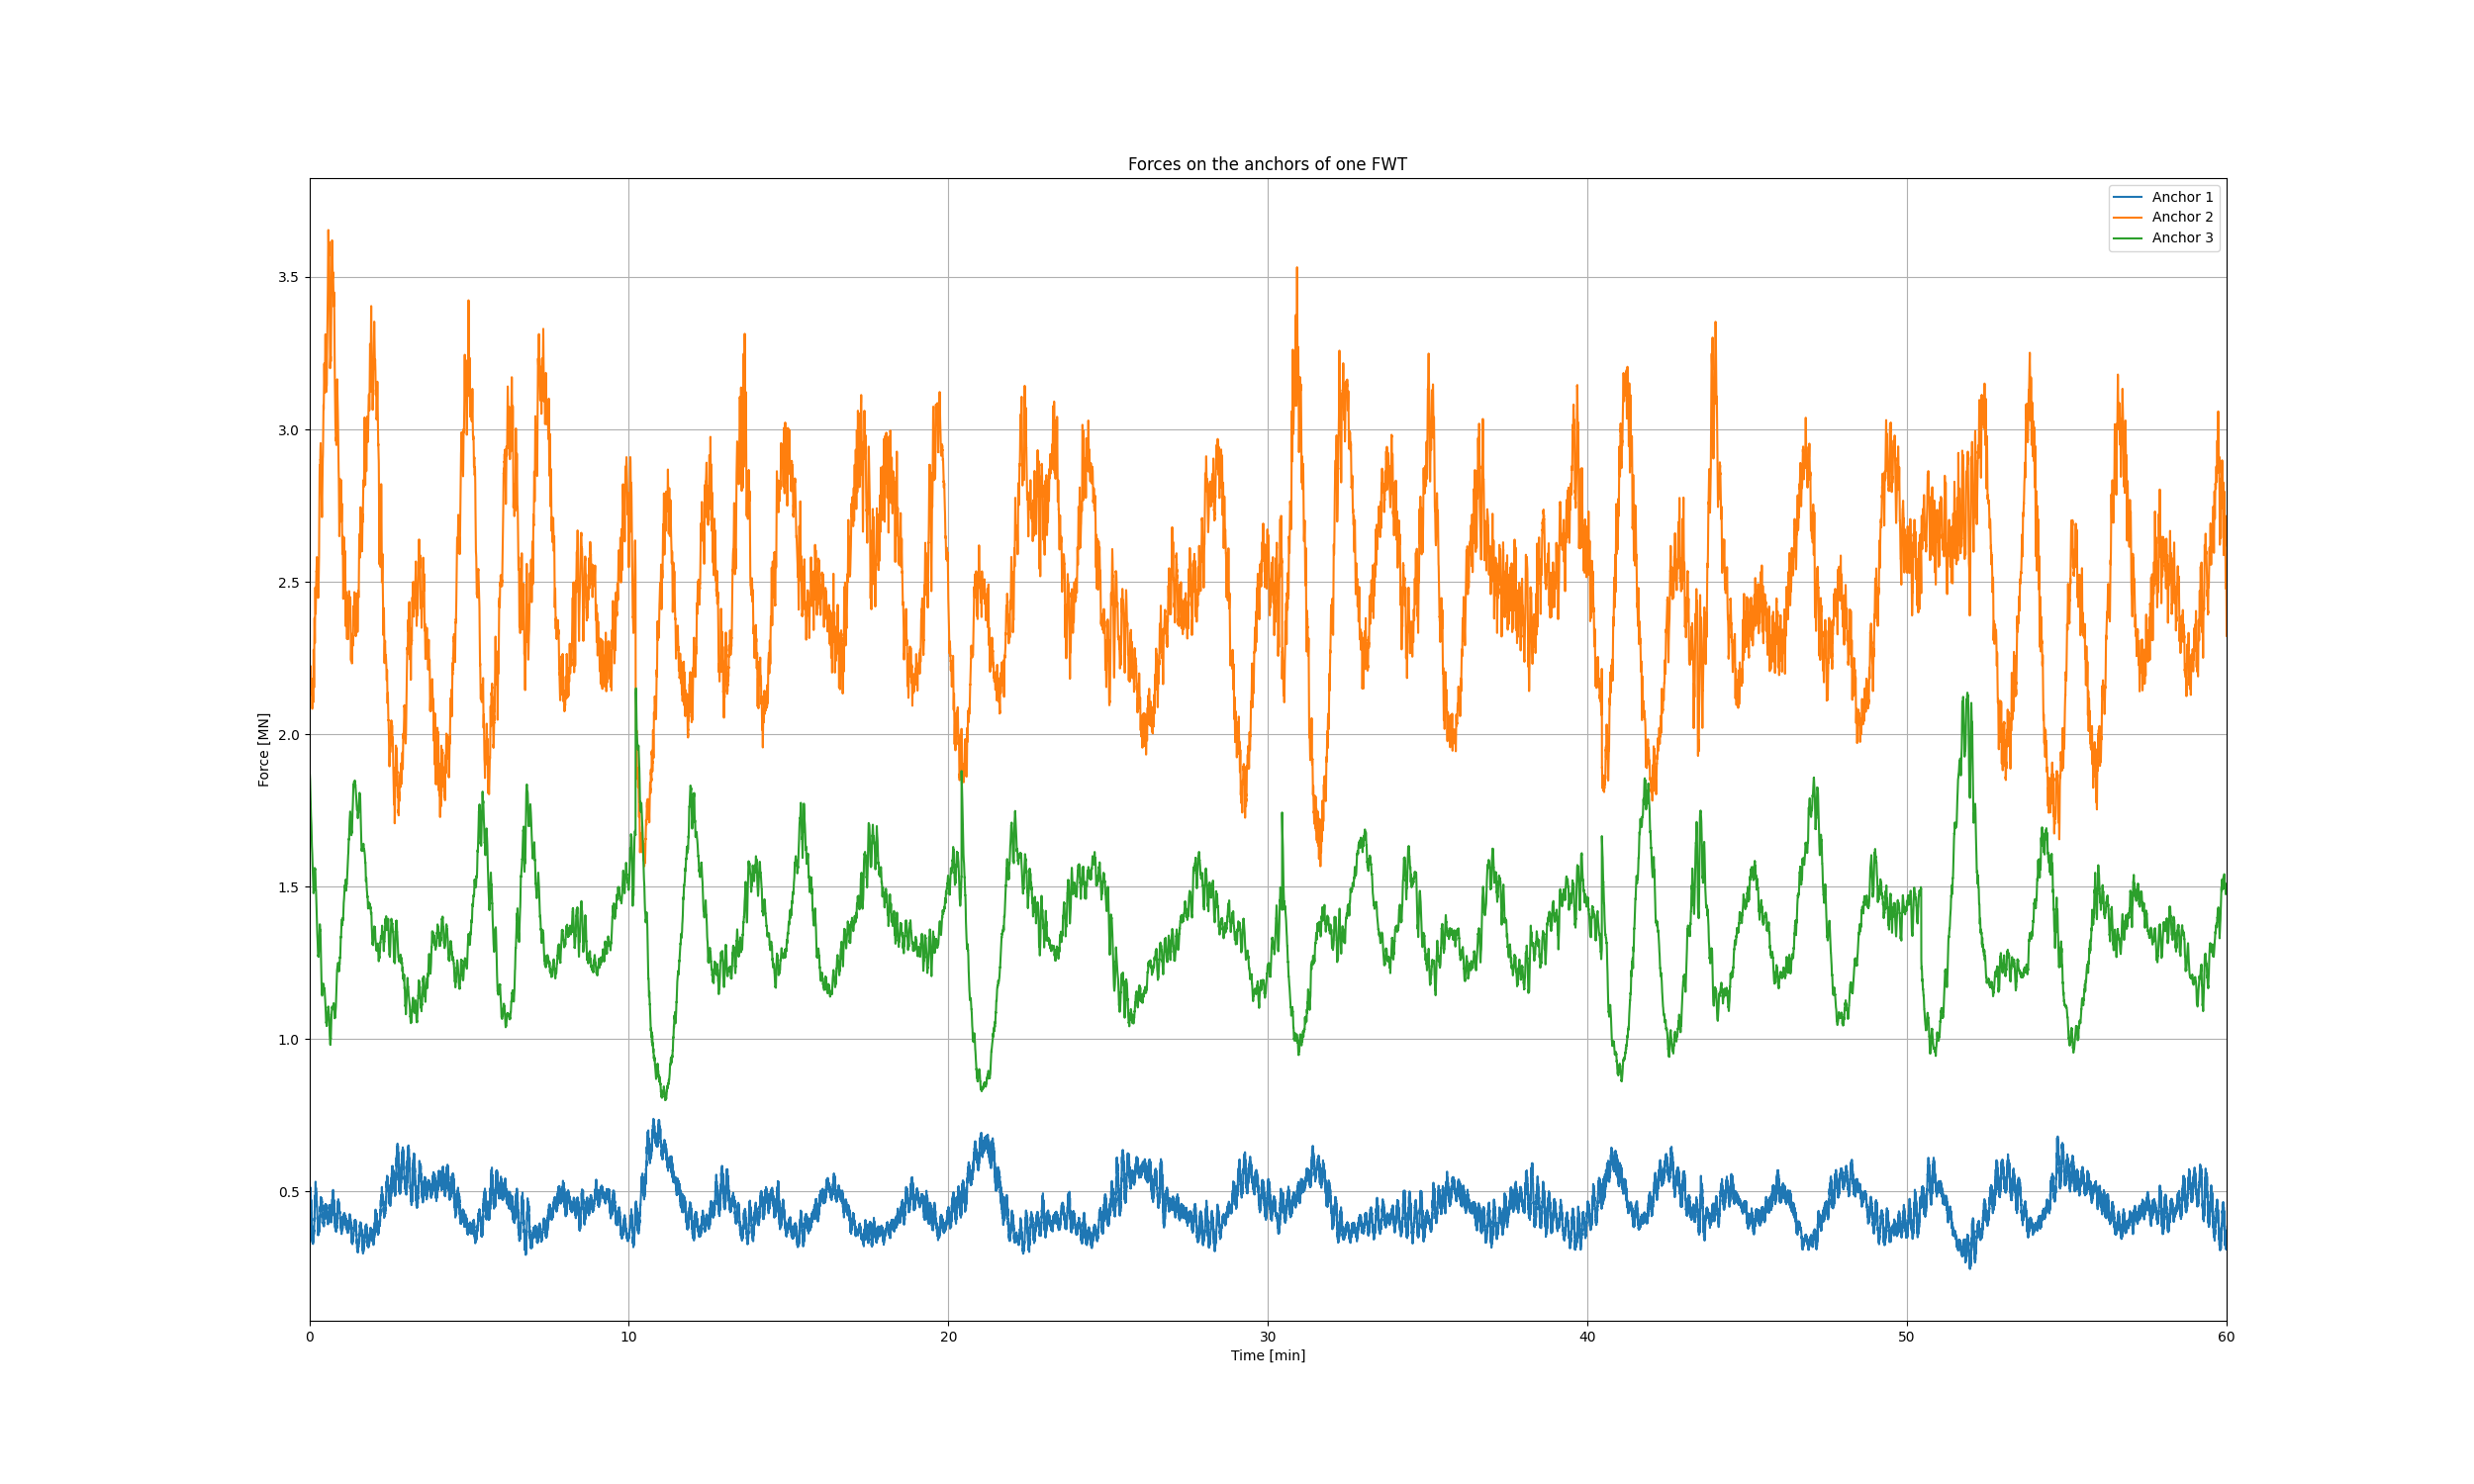 Forces on the anchors of one FWT
Anchor 1
Anchor 2
Anchor 3
Force [MN]
3.5
3.0
2.5
2.0
1.5
1.0
0.5
0 10 20 30 40 50 60
Time [min]